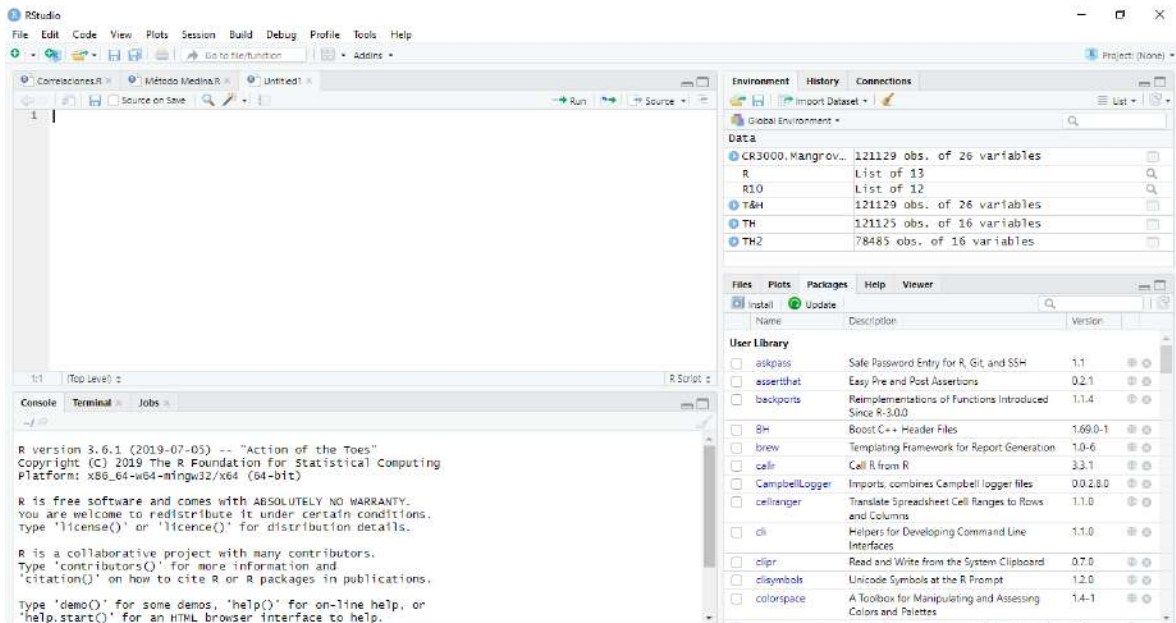 RStudio
File Edit Code View Plots Session Build Debug Profile Tools Help
Go to file/function Addins
Project: (None)
Correlaciones.R Método Medina.R Untitled1
Source on Save Run Source
1
1:1 (Top Level) R Script
Console Terminal Jobs
~/
R version 3.6.1 (2019-07-05) -- "Action of the Toes"
Copyright (C) 2019 The R Foundation for Statistical Computing
Platform: x86_64-w64-mingw32/x64 (64-bit)
R is free software and comes with ABSOLUTELY NO WARRANTY.
You are welcome to redistribute it under certain conditions.
Type 'license()' or 'licence()' for distribution details.
R is a collaborative project with many contributors.
Type 'contributors()' for more information and
'citation()' on how to cite R or R packages in publications.
Type 'demo()' for some demos, 'help()' for on-line help, or
'help.start()' for an HTML browser interface to help.
Environment History Connections
Import Dataset List
Global Environment
Data
CR3000.Mangrov… 121129 obs. of 26 variables
R List of 13
R10 List of 12
T&H 121129 obs. of 26 variables
TH 121125 obs. of 16 variables
TH2 78485 obs. of 16 variables
Files Plots Packages Help Viewer
Install Update
Name Description Version
User Library
askpass Safe Password Entry for R, Git, and SSH 1.1
assertthat Easy Pre and Post Assertions 0.2.1
backports Reimplementations of Functions Introduced 1.1.4
Since R-3.0.0
BH Boost C++ Header Files 1.69.0-1
brew Templating Framework for Report Generation 1.0-6
callr Call R from R 3.3.1
CampbellLogger Imports, combines Campbell logger files 0.0.2.8.0
cellranger Translate Spreadsheet Cell Ranges to Rows 1.1.0
and Columns
cli Helpers for Developing Command Line 1.1.0
Interfaces
clipr Read and Write from the System Clipboard 0.7.0
clisymbols Unicode Symbols at the R Prompt 1.2.0
colorspace A Toolbox for Manipulating and Assessing 1.4-1
Colors and Palettes